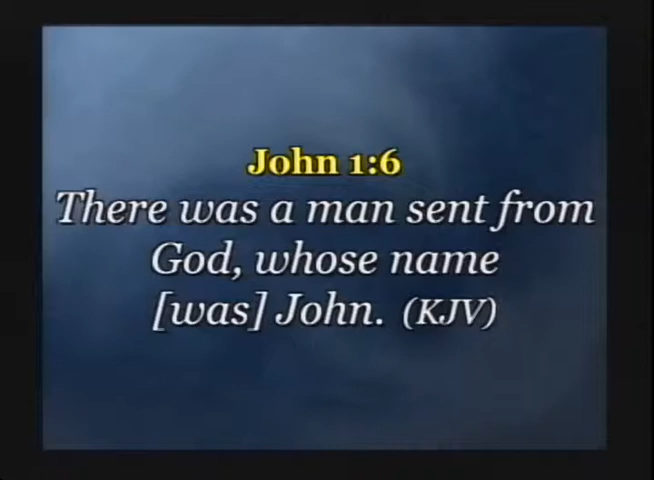 John 1:6
There was a man sent from
God, whose name
[was] John. (KJV)